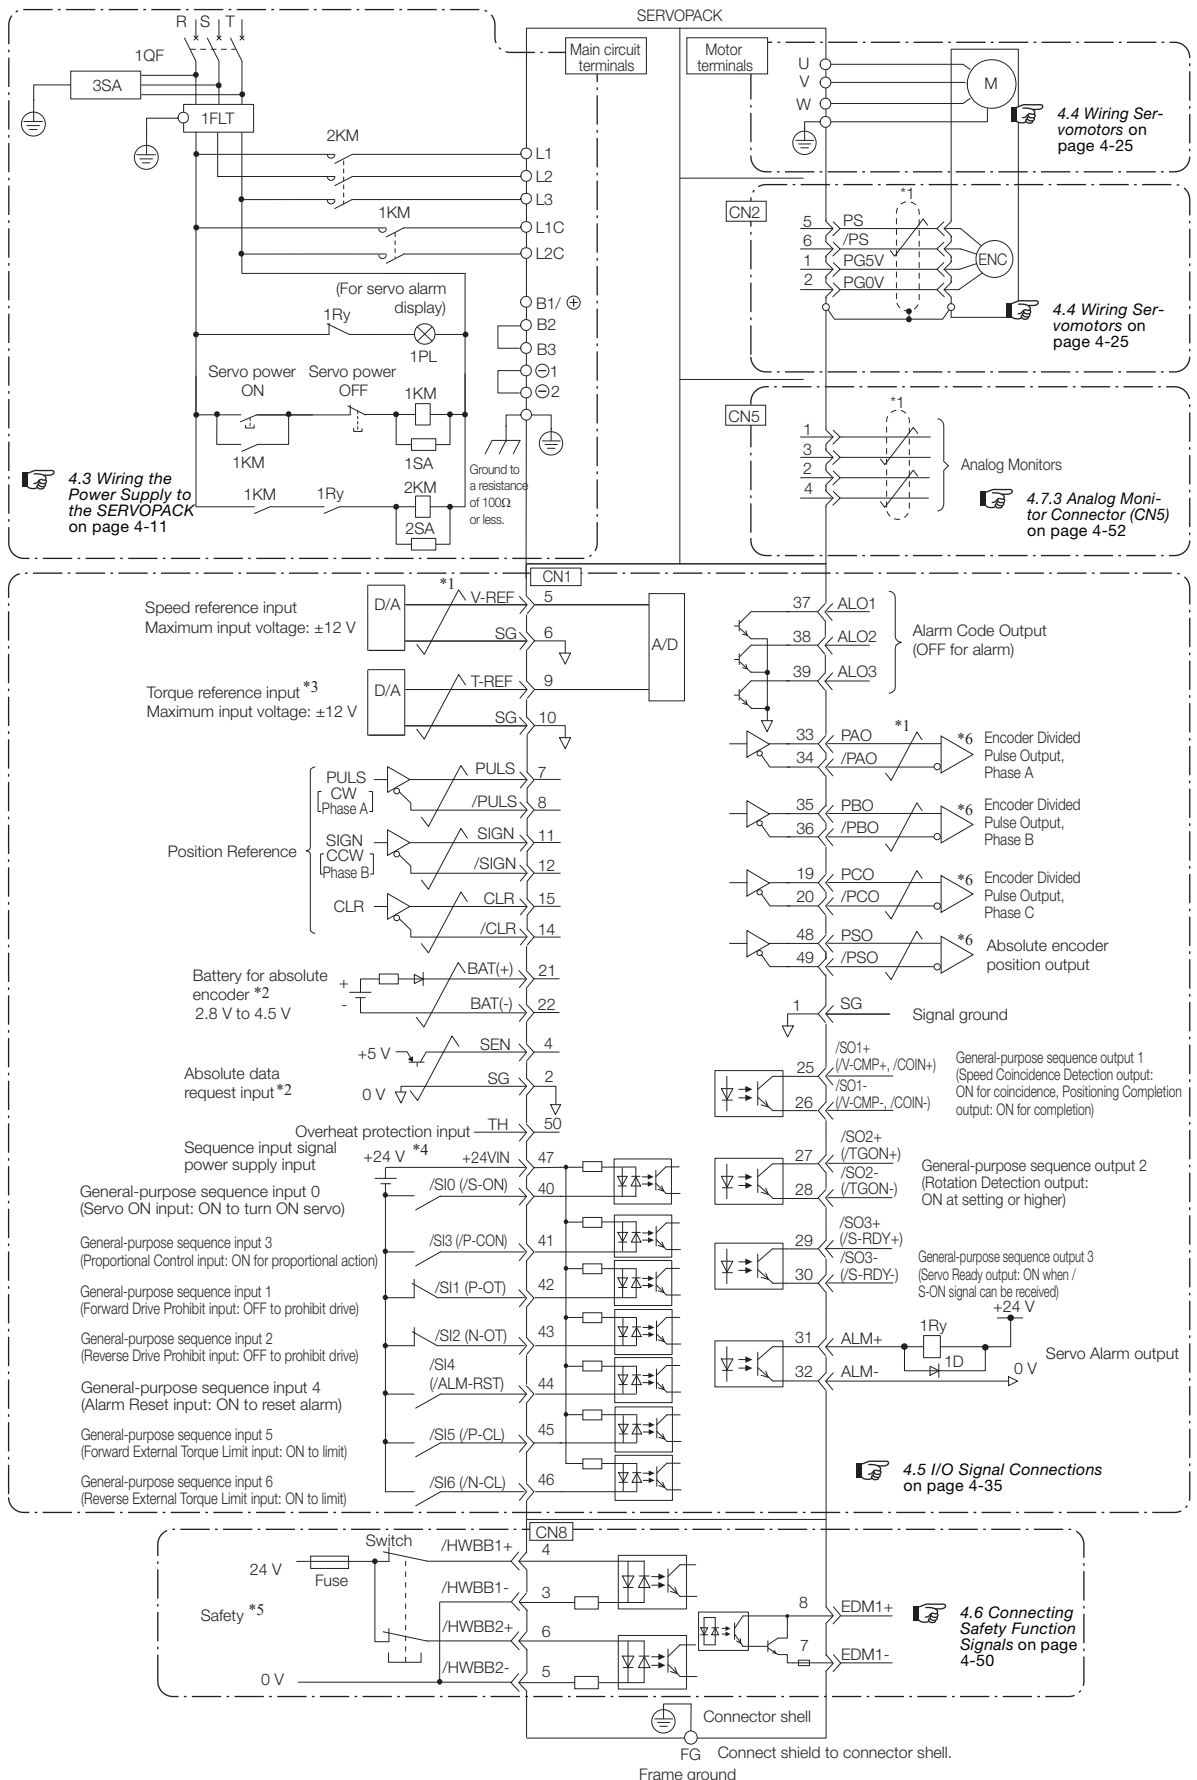 SERVOPACK
R S T
1QF
3SA
1FLT
2KM
1KM
Main circuit
terminals
L1
L2
L3
L1C
L2C
B1/ ⊕
B2
B3
⊖1
⊖2
(For servo alarm
display)
1Ry
1PL
Servo power
ON
Servo power
OFF
1KM
1KM
1SA
1KM
1Ry
2KM
2SA
Ground to
a resistance
of 100Ω
or less.
4.3 Wiring the
Power Supply to
the SERVOPACK
on page 4-11
Motor
terminals
U
V
W
M
4.4 Wiring Ser-
vomotors on
page 4-25
CN2
*1
5 PS
6 /PS
1 PG5V
2 PG0V
ENC
4.4 Wiring Ser-
vomotors on
page 4-25
CN5
*1
1
3
2
4
Analog Monitors
4.7.3 Analog Moni-
tor Connector (CN5)
on page 4-52
CN1
Speed reference input
Maximum input voltage: ±12 V
D/A
*1
V-REF 5
SG 6
A/D
Torque reference input *3
Maximum input voltage: ±12 V
D/A
T-REF 9
SG 10
Position Reference
PULS
CW
Phase A
PULS 7
/PULS 8
SIGN
CCW
Phase B
SIGN 11
/SIGN 12
CLR
CLR 15
/CLR 14
Battery for absolute
encoder *2
2.8 V to 4.5 V
+
-
BAT(+) 21
BAT(-) 22
Absolute data
request input *2
+5 V
0 V
SEN 4
SG 2
Overheat protection input TH 50
Sequence input signal
power supply input
+24 V *4
+24VIN 47
General-purpose sequence input 0
(Servo ON input: ON to turn ON servo)
/SI0 (/S-ON) 40
General-purpose sequence input 3
(Proportional Control input: ON for proportional action)
/SI3 (/P-CON) 41
General-purpose sequence input 1
(Forward Drive Prohibit input: OFF to prohibit drive)
/SI1 (P-OT) 42
General-purpose sequence input 2
(Reverse Drive Prohibit input: OFF to prohibit drive)
/SI2 (N-OT) 43
General-purpose sequence input 4
(Alarm Reset input: ON to reset alarm)
/SI4
(/ALM-RST) 44
General-purpose sequence input 5
(Forward External Torque Limit input: ON to limit)
/SI5 (/P-CL) 45
General-purpose sequence input 6
(Reverse External Torque Limit input: ON to limit)
/SI6 (/N-CL) 46
37 ALO1
38 ALO2
39 ALO3
Alarm Code Output
(OFF for alarm)
33 PAO
34 /PAO
*1
*6
Encoder Divided
Pulse Output,
Phase A
35 PBO
36 /PBO
*6
Encoder Divided
Pulse Output,
Phase B
19 PCO
20 /PCO
*6
Encoder Divided
Pulse Output,
Phase C
48 PSO
49 /PSO
*6
Absolute encoder
position output
1 SG
Signal ground
25
/SO1+
(/V-CMP+, /COIN+)
/SO1-
26 (/V-CMP-, /COIN-)
General-purpose sequence output 1
(Speed Coincidence Detection output:
ON for coincidence, Positioning Completion
output: ON for completion)
27
/SO2+
(/TGON+)
/SO2-
28 (/TGON-)
General-purpose sequence output 2
(Rotation Detection output:
ON at setting or higher)
29
/SO3+
(/S-RDY+)
/SO3-
30 (/S-RDY-)
General-purpose sequence output 3
(Servo Ready output: ON when /
S-ON signal can be received)
+24 V
31 ALM+
1Ry
1D
32 ALM-
0 V
Servo Alarm output
4.5 I/O Signal Connections
on page 4-35
CN8
Switch
24 V
Fuse
Safety *5
0 V
/HWBB1+ 4
/HWBB1- 3
/HWBB2+ 6
/HWBB2- 5
8 EDM1+
7 EDM1-
4.6 Connecting
Safety Function
Signals on page
4-50
Connector shell
FG Connect shield to connector shell.
Frame ground